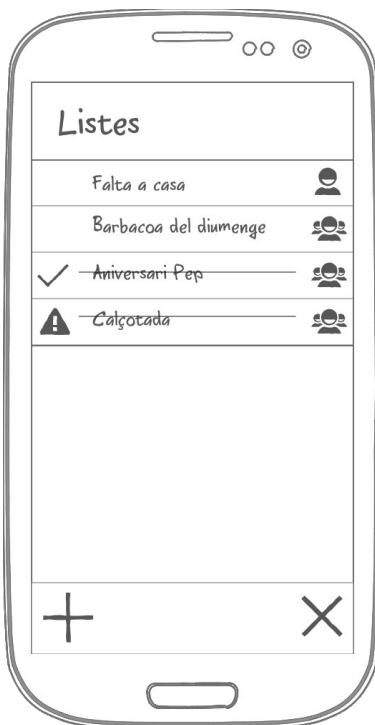 Listes
Falta a casa
Barbacoa del diumenge
Aniversari Pep
Calçotada